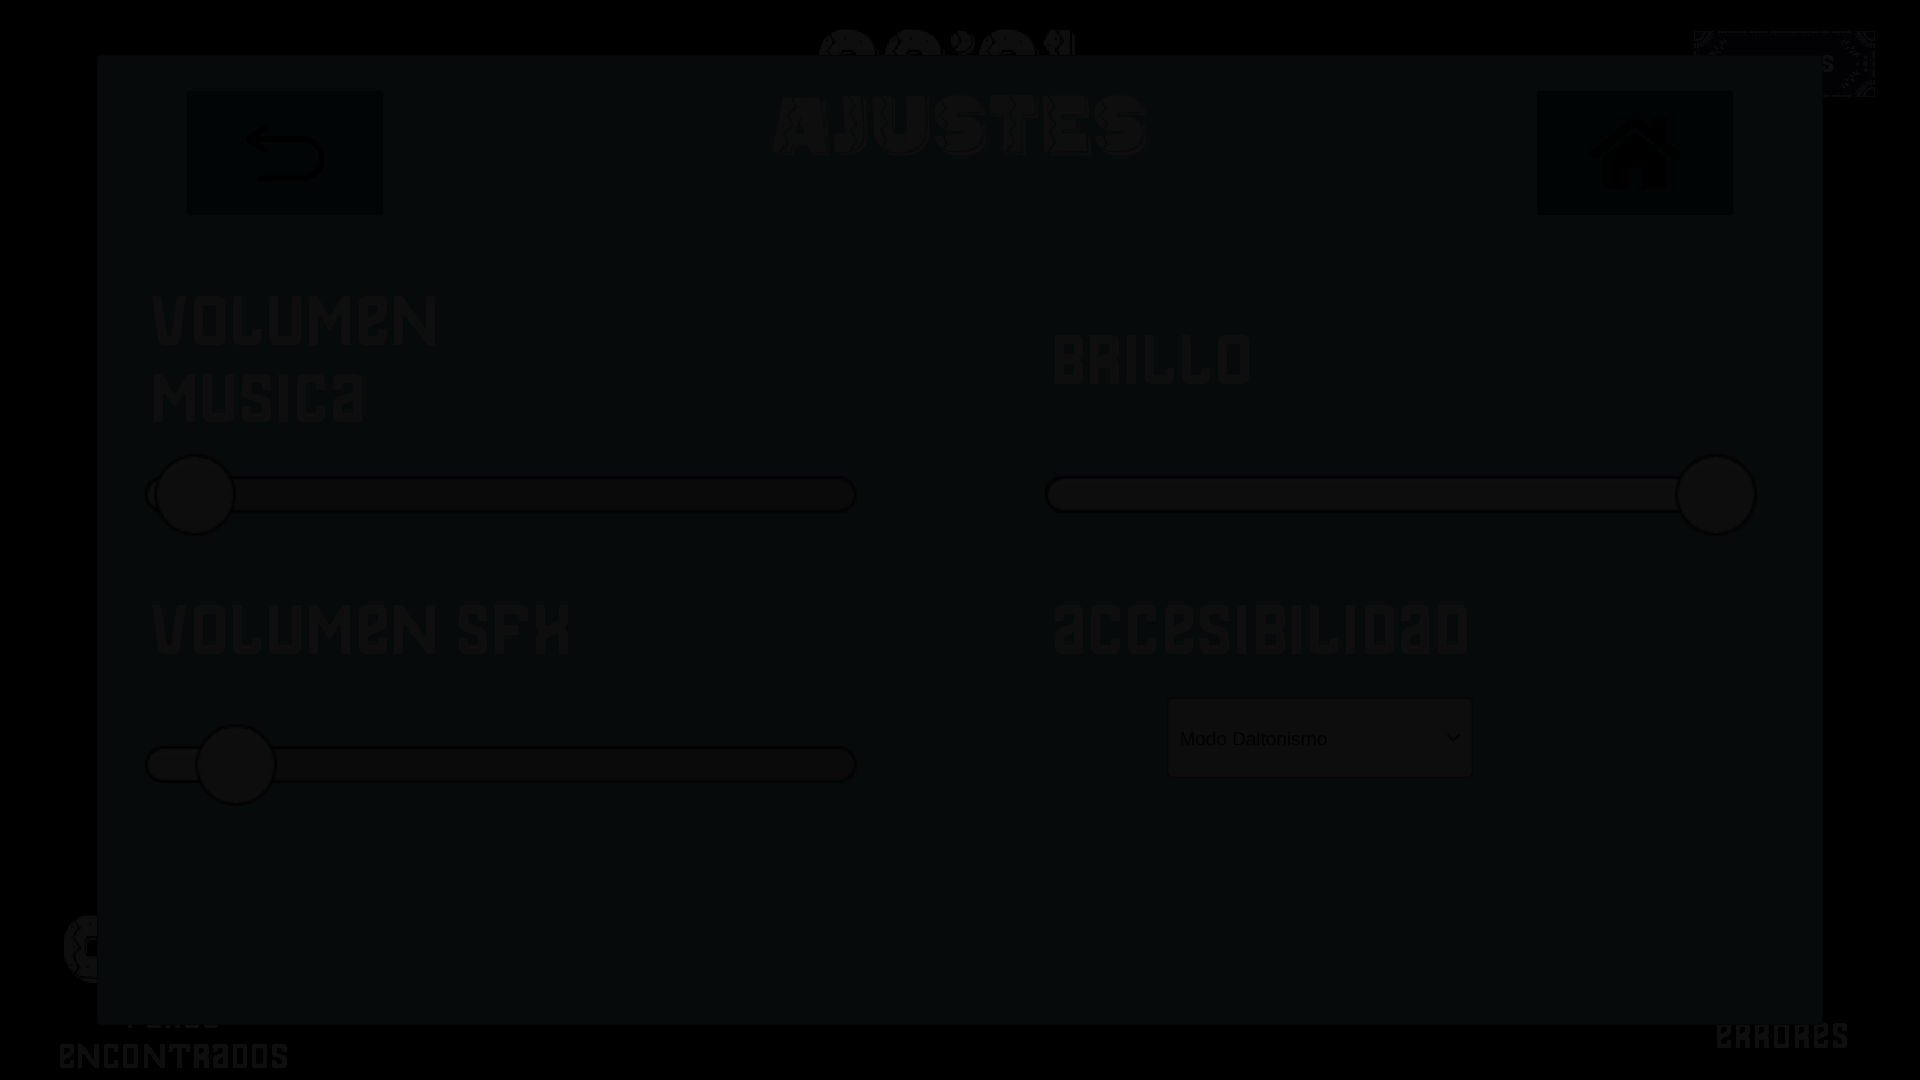 AJUSTES
VOLUMEN
MUSICA
BRILLO
VOLUMEN SFX
ACCESIBILIDAD
Modo Daltonismo
ENCONTRADOS
ERRORES